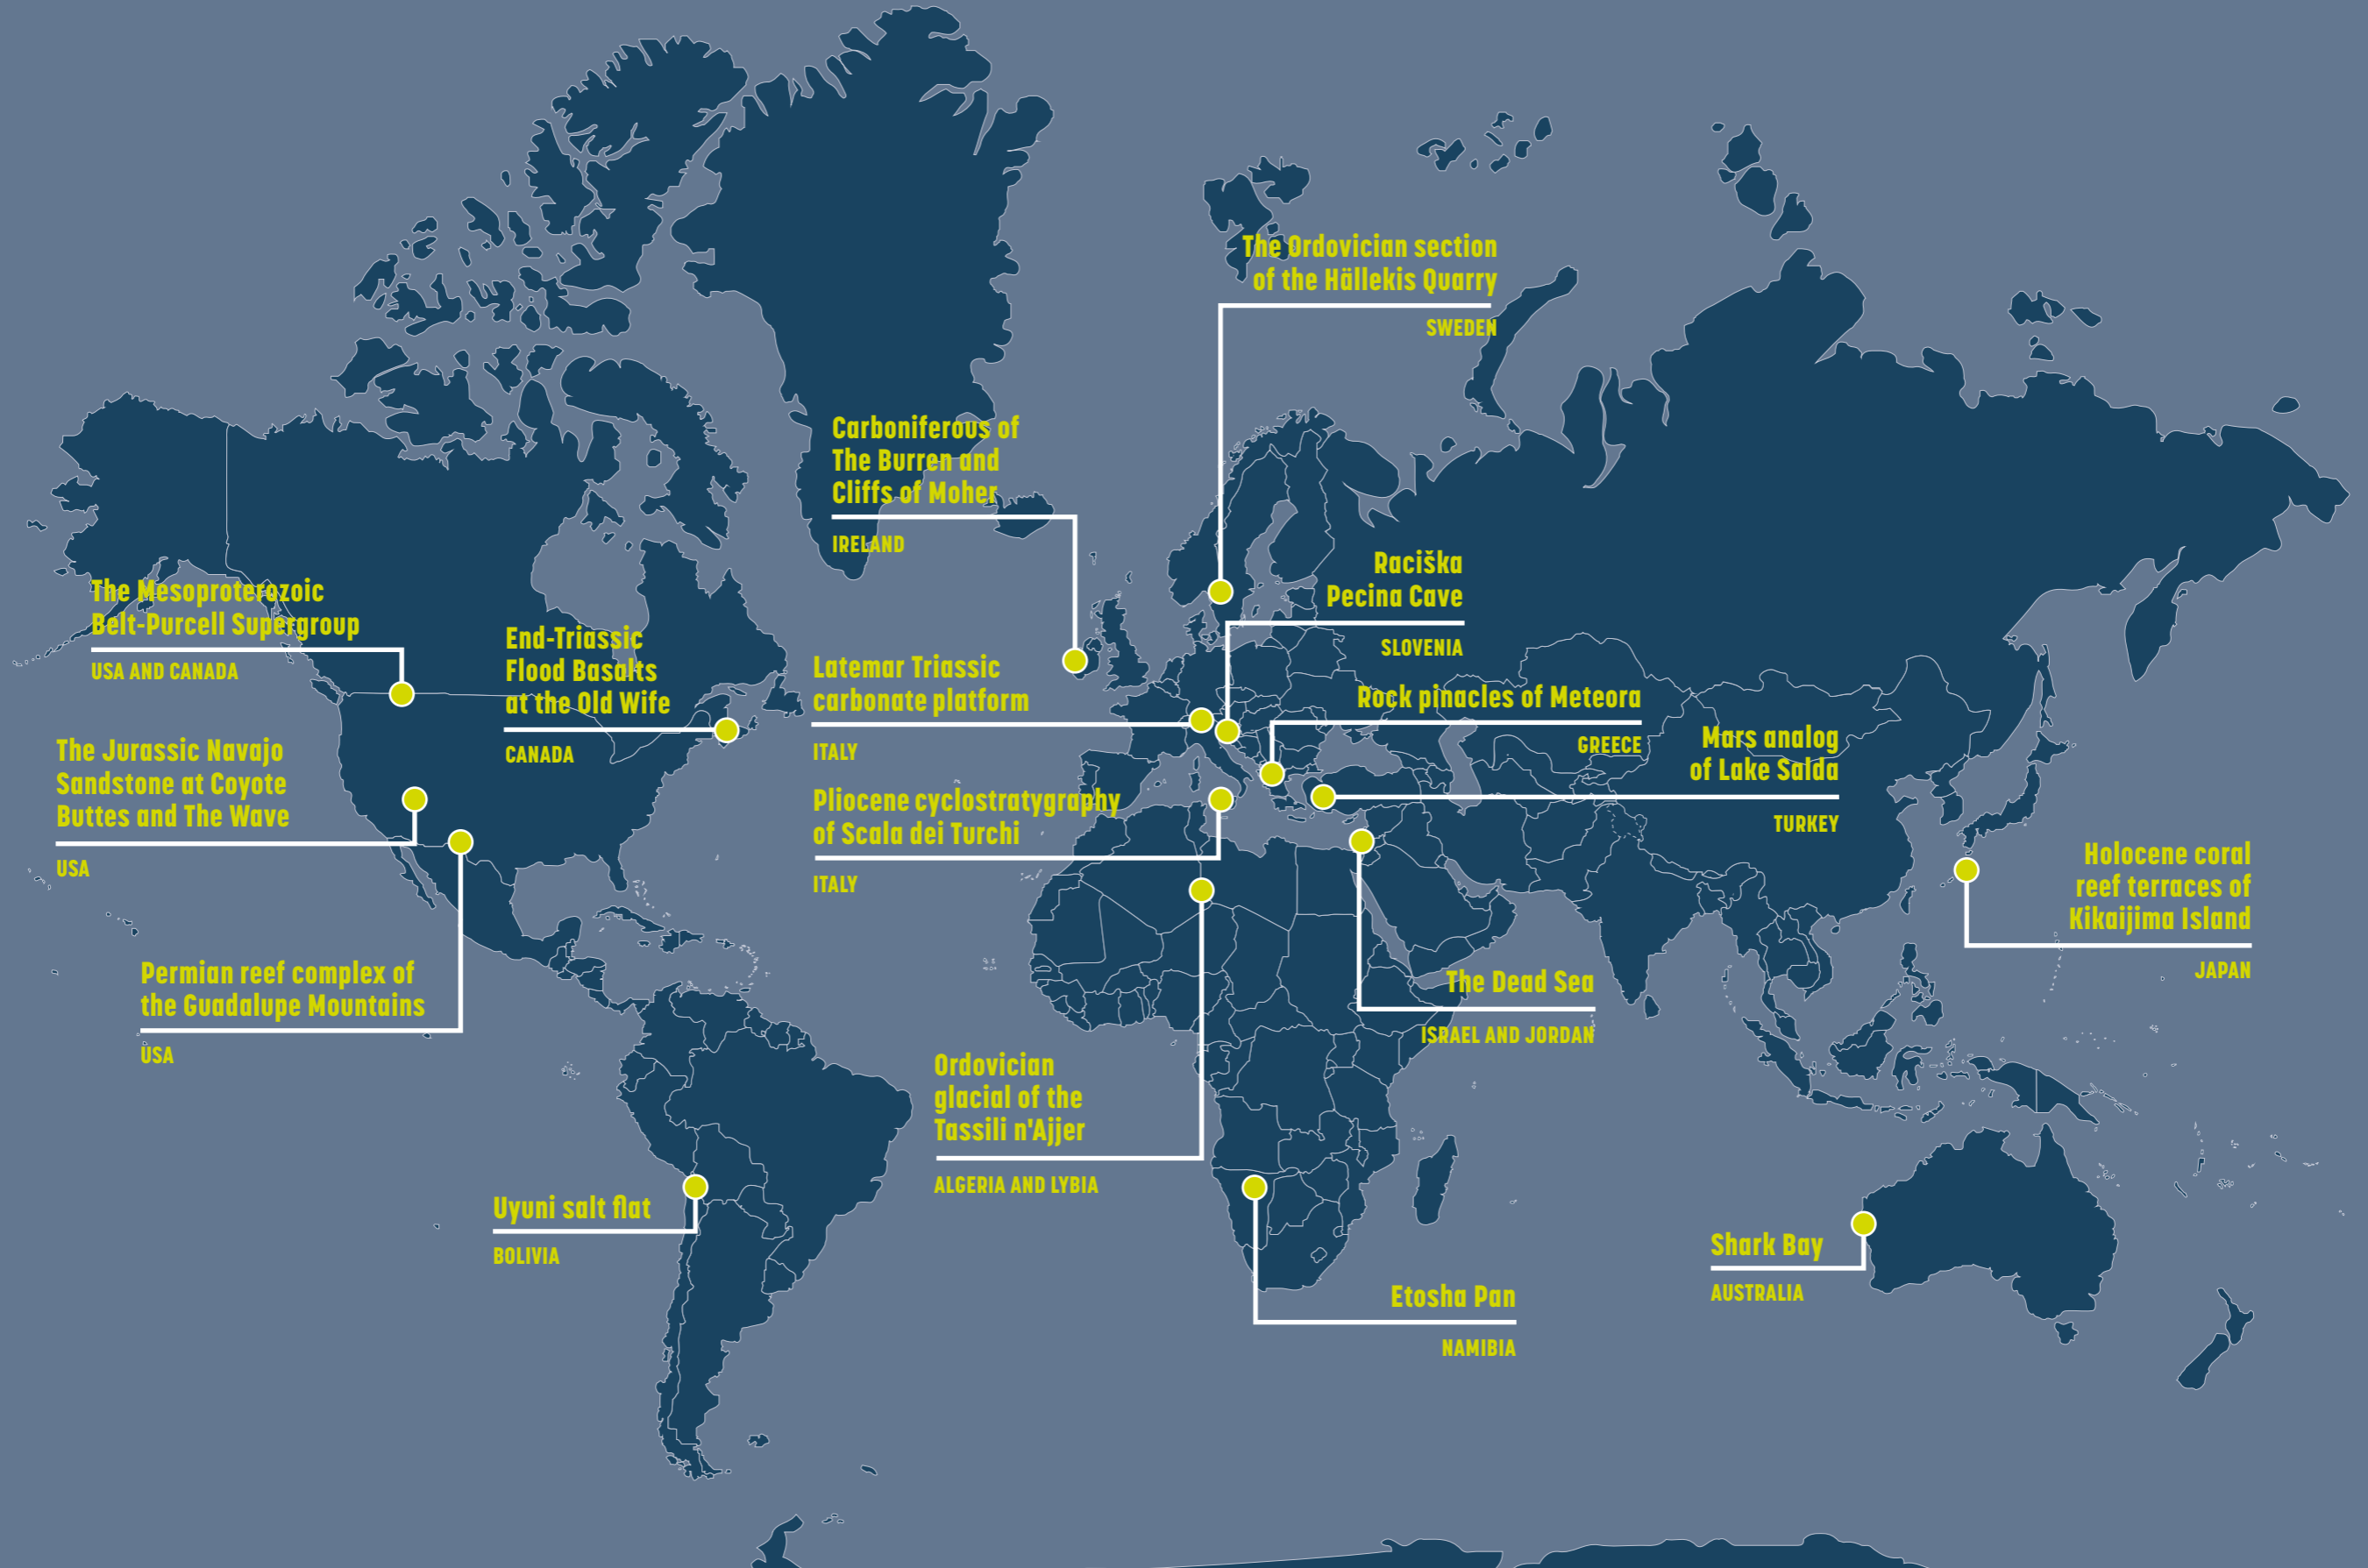 The Ordovician section
of the Hällekis Quarry
SWEDEN
Carboniferous of
The Burren and
Cliffs of Moher
IRELAND
Raciška
Pecina Cave
SLOVENIA
The Mesoproterozoic
Belt-Purcell Supergroup
USA AND CANADA
End-Triassic
Flood Basalts
at the Old Wife
CANADA
Latemar Triassic
carbonate platform
ITALY
Rock pinacles of Meteora
GREECE
Mars analog
of Lake Salda
TURKEY
The Jurassic Navajo
Sandstone at Coyote
Buttes and The Wave
USA
Pliocene cyclostratygraphy
of Scala dei Turchi
ITALY
Holocene coral
reef terraces of
Kikaijima Island
JAPAN
Permian reef complex of
the Guadalupe Mountains
USA
The Dead Sea
ISRAEL AND JORDAN
Ordovician
glacial of the
Tassili n'Ajjer
ALGERIA AND LYBIA
Uyuni salt flat
BOLIVIA
Shark Bay
AUSTRALIA
Etosha Pan
NAMIBIA